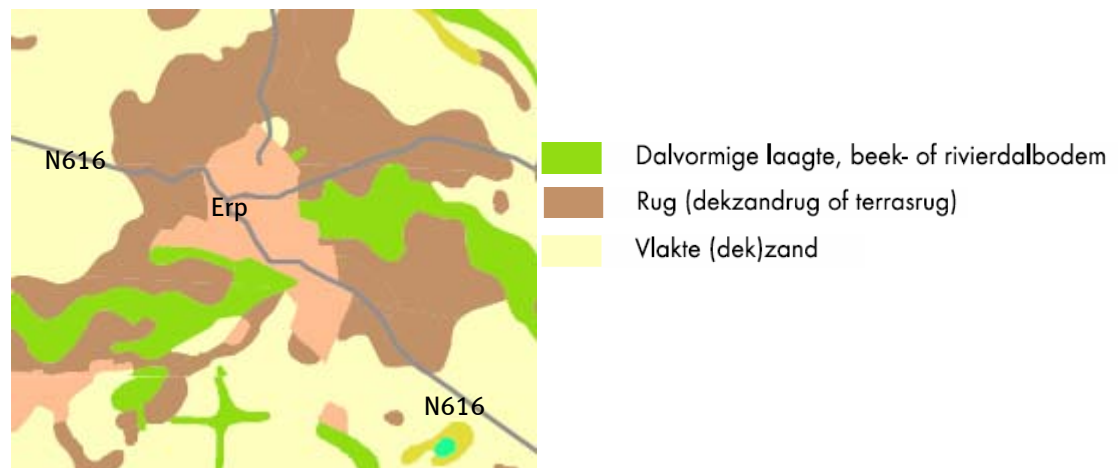 N616
Erp
N616
Dalvormige laagte, beek- of rivierdalbodem
Rug (dekzandrug of terrasrug)
Vlakte (dek)zand